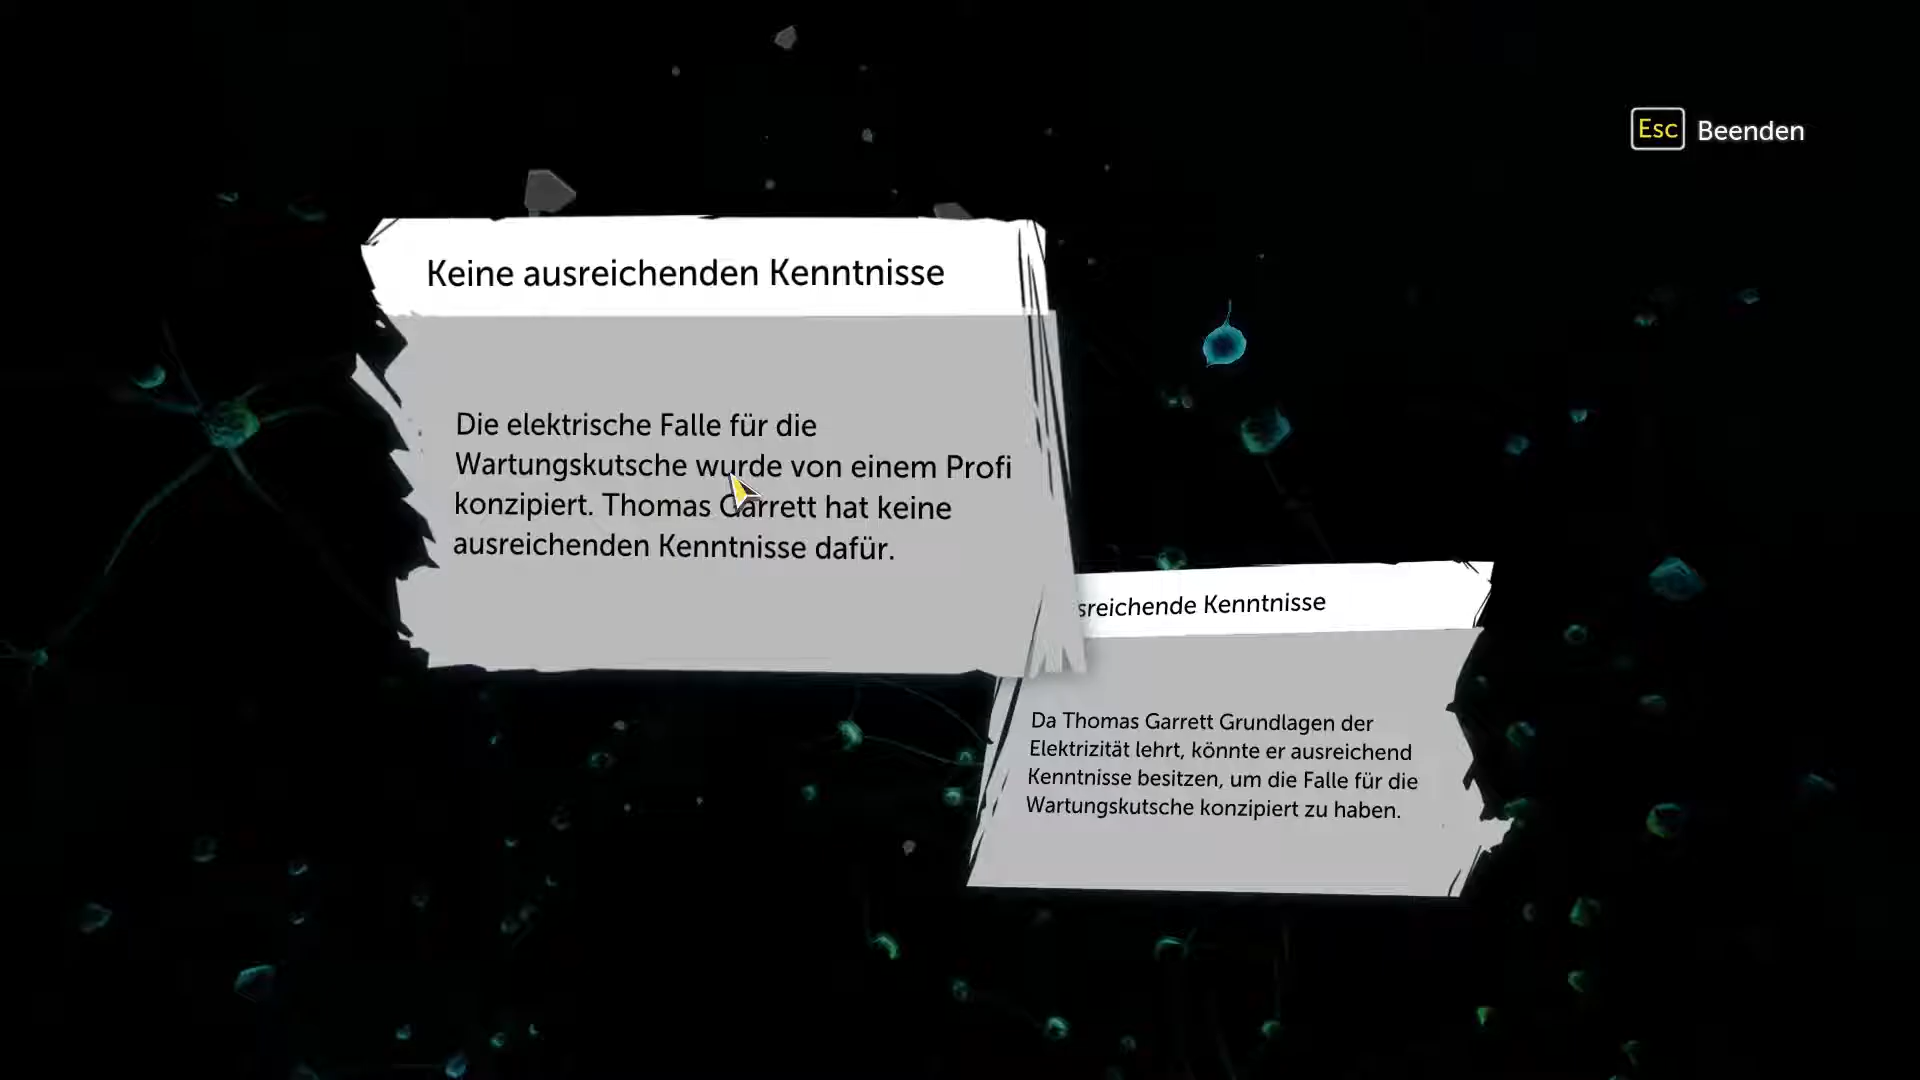 Esc Beenden
Keine ausreichenden Kenntnisse
Die elektrische Falle für die
Wartungskutsche wurde von einem Profi
konzipiert. Thomas Garrett hat keine
ausreichenden Kenntnisse dafür.
sreichende Kenntnisse
Da Thomas Garrett Grundlagen der
Elektrizität lehrt, könnte er ausreichend
Kenntnisse besitzen, um die Falle für die
Wartungskutsche konzipiert zu haben.